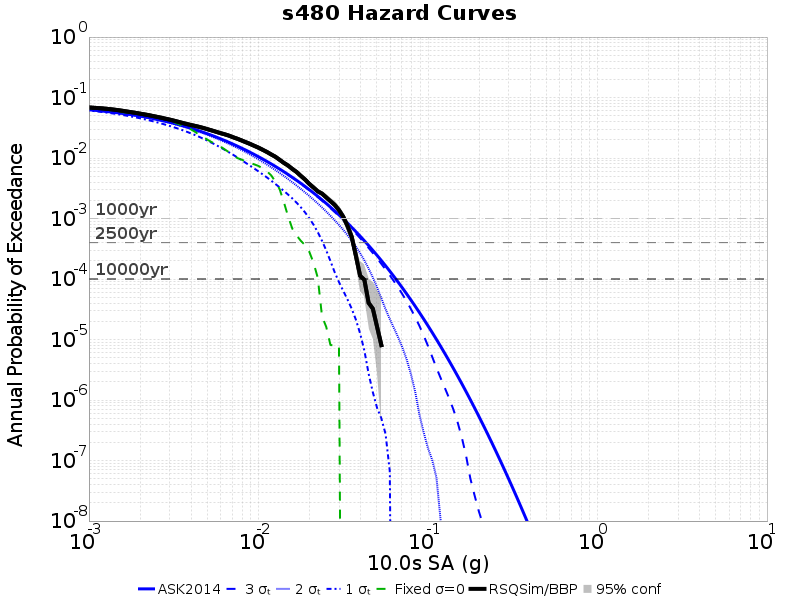 s480 Hazard Curves
Annual Probability of Exceedance
10⁰
10⁻¹
10⁻²
10⁻³
10⁻⁴
10⁻⁵
10⁻⁶
10⁻⁷
10⁻⁸
1000yr
2500yr
10000yr
10⁻³ 10⁻² 10⁻¹ 10⁰ 10¹
10.0s SA (g)
ASK2014 3 σₜ 2 σₜ 1 σₜ Fixed σ=0 RSQSim/BBP 95% conf